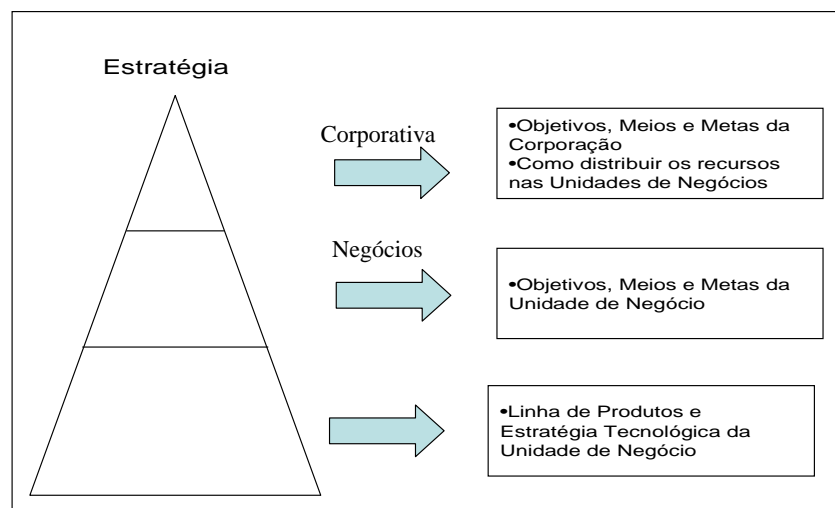 Estratégia
Corporativa
•Objetivos, Meios e Metas da
Corporação
•Como distribuir os recursos
nas Unidades de Negócios
Negócios
•Objetivos, Meios e Metas da
Unidade de Negócio
•Linha de Produtos e
Estratégia Tecnológica da
Unidade de Negócio